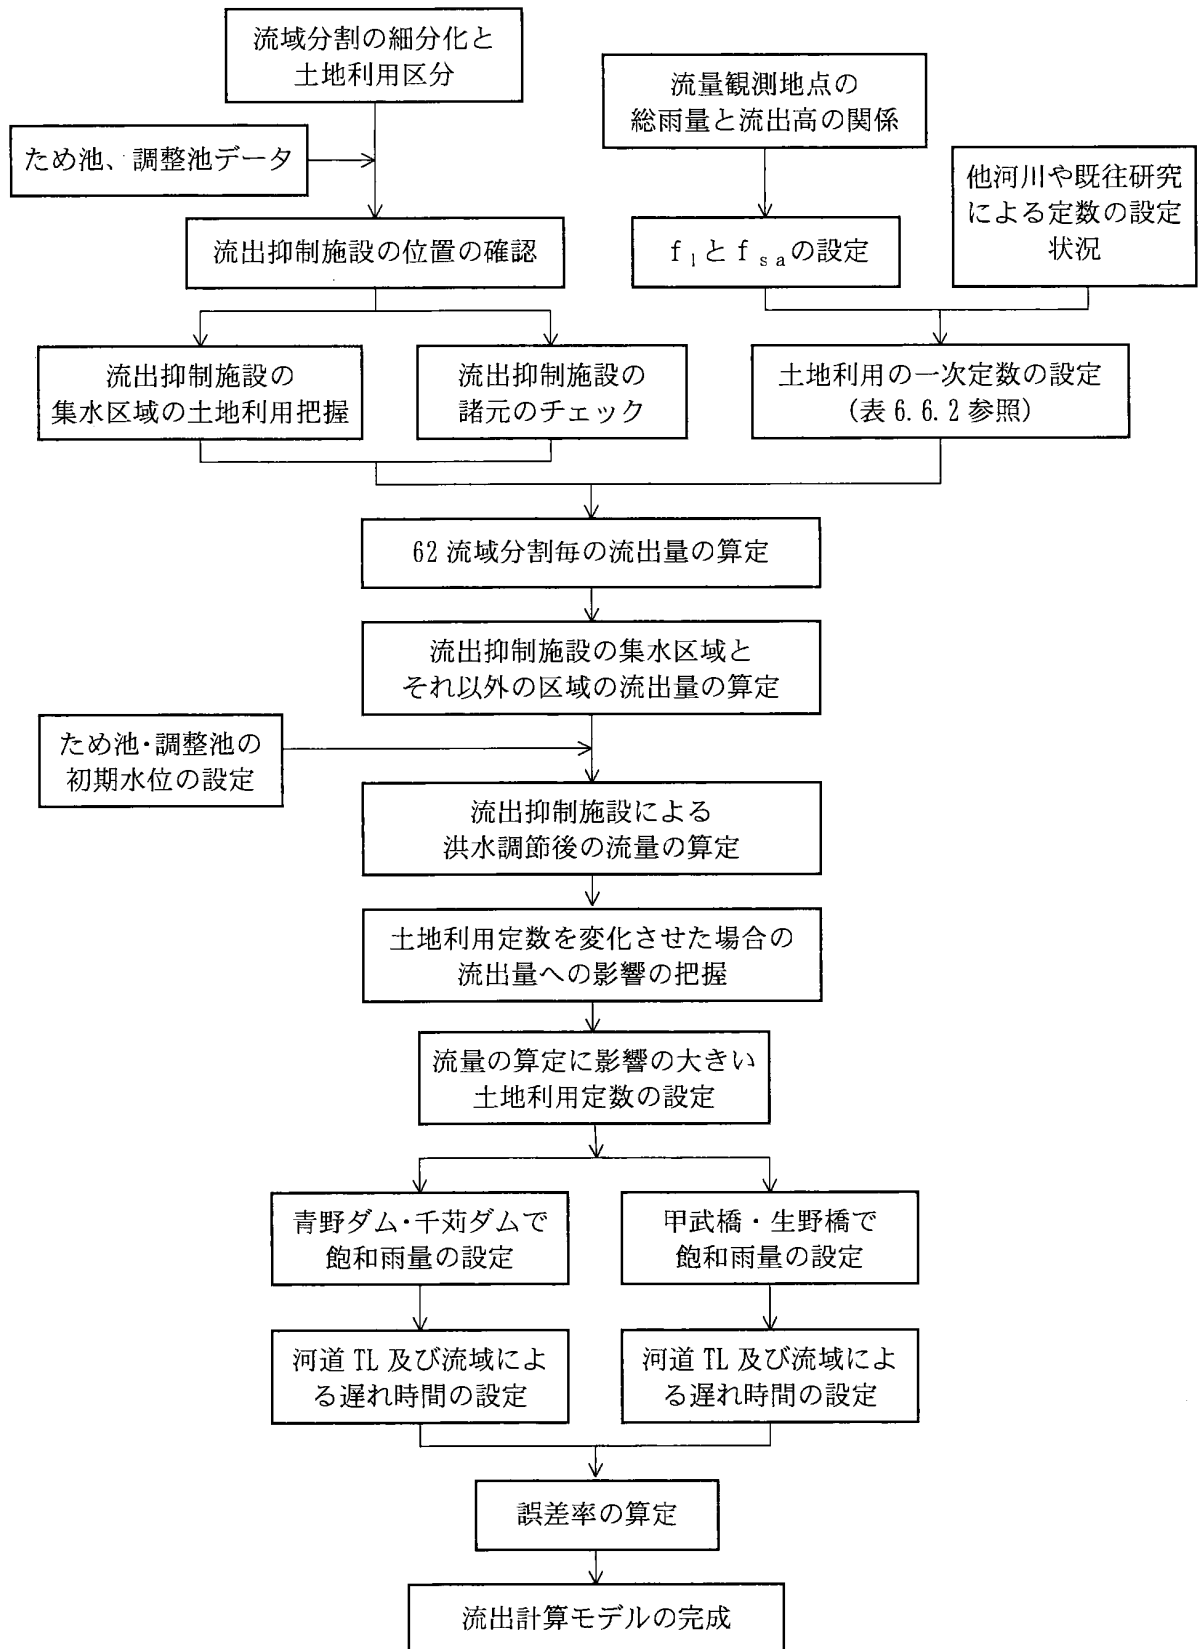 流域分割の細分化と
土地利用区分
流量観測地点の
総雨量と流出高の関係
ため池、調整池データ
他河川や既往研究
による定数の設定
状況
流出抑制施設の位置の確認
f₁とfₛₐの設定
流出抑制施設の
集水区域の土地利用把握
流出抑制施設の
諸元のチェック
土地利用の一次定数の設定
(表6.6.2参照)
62流域分割毎の流出量の算定
流出抑制施設の集水区域と
それ以外の区域の流出量の算定
ため池・調整池の
初期水位の設定
流出抑制施設による
洪水調節後の流量の算定
土地利用定数を変化させた場合の
流出量への影響の把握
流量の算定に影響の大きい
土地利用定数の設定
青野ダム・千苅ダムで
飽和雨量の設定
甲武橋・生野橋で
飽和雨量の設定
河道TL及び流域によ
る遅れ時間の設定
河道TL及び流域によ
る遅れ時間の設定
誤差率の算定
流出計算モデルの完成